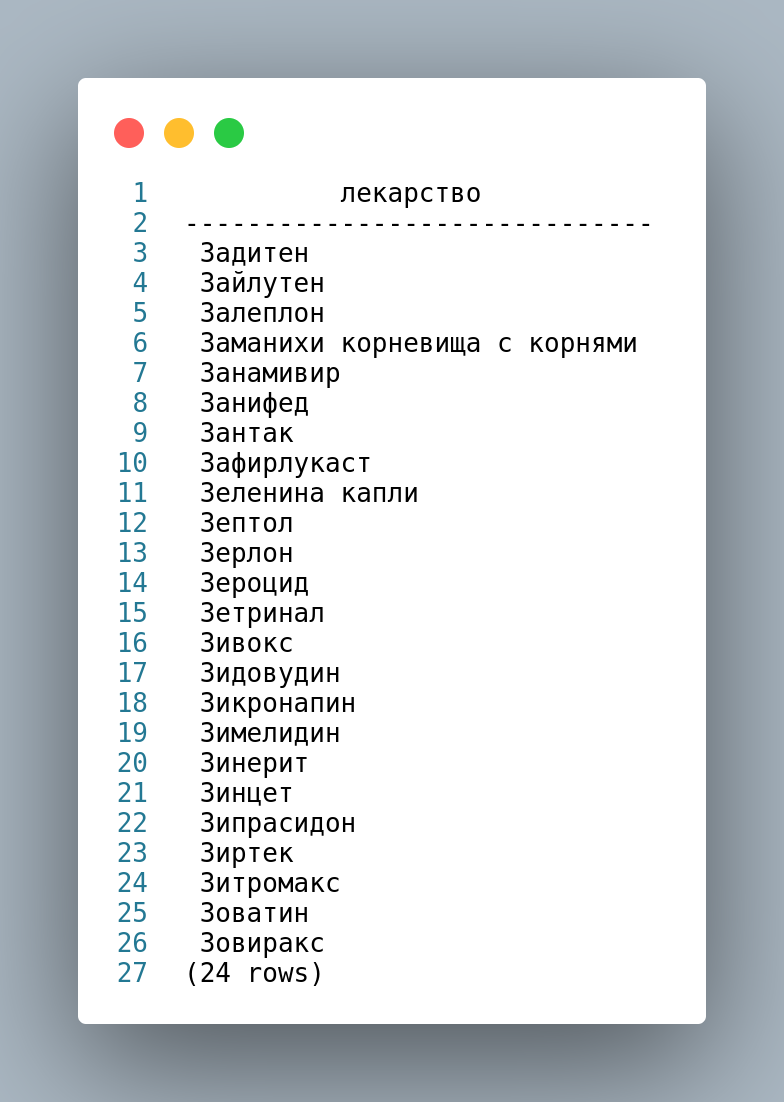 1 лекарство
2 ------------------------------
3 Задитен
4 Зайлутен
5 Залеплон
6 Заманихи корневища с корнями
7 Занамивир
8 Занифед
9 Зантак
10 Зафирлукаст
11 Зеленина капли
12 Зептол
13 Зерлон
14 Зероцид
15 Зетринал
16 Зивокс
17 Зидовудин
18 Зикронапин
19 Зимелидин
20 Зинерит
21 Зинцет
22 Зипрасидон
23 Зиртек
24 Зитромакс
25 Зоватин
26 Зовиракс
27 (24 rows)